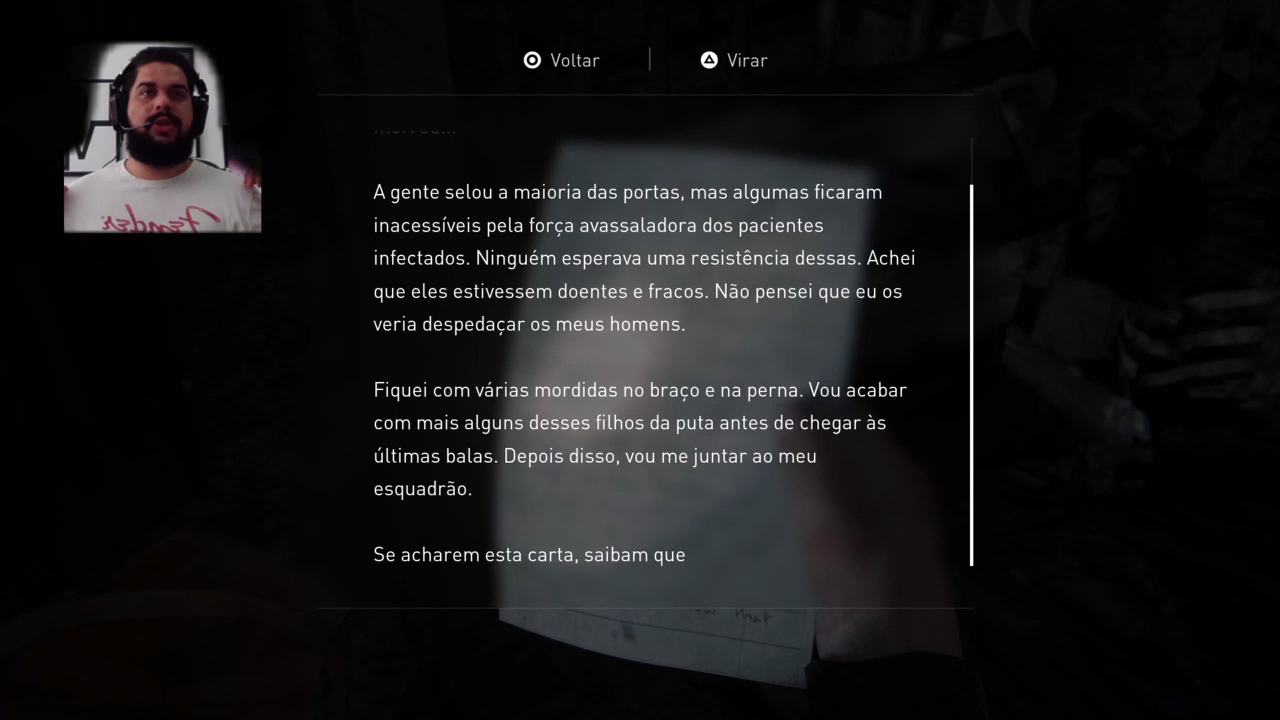 Voltar | Virar
A gente selou a maioria das portas, mas algumas ficaram
inacessíveis pela força avassaladora dos pacientes
infectados. Ninguém esperava uma resistência dessas. Achei
que eles estivessem doentes e fracos. Não pensei que eu os
veria despedaçar os meus homens.
Fiquei com várias mordidas no braço e na perna. Vou acabar
com mais alguns desses filhos da puta antes de chegar às
últimas balas. Depois disso, vou me juntar ao meu
esquadrão.
Se acharem esta carta, saibam que
that
Fender